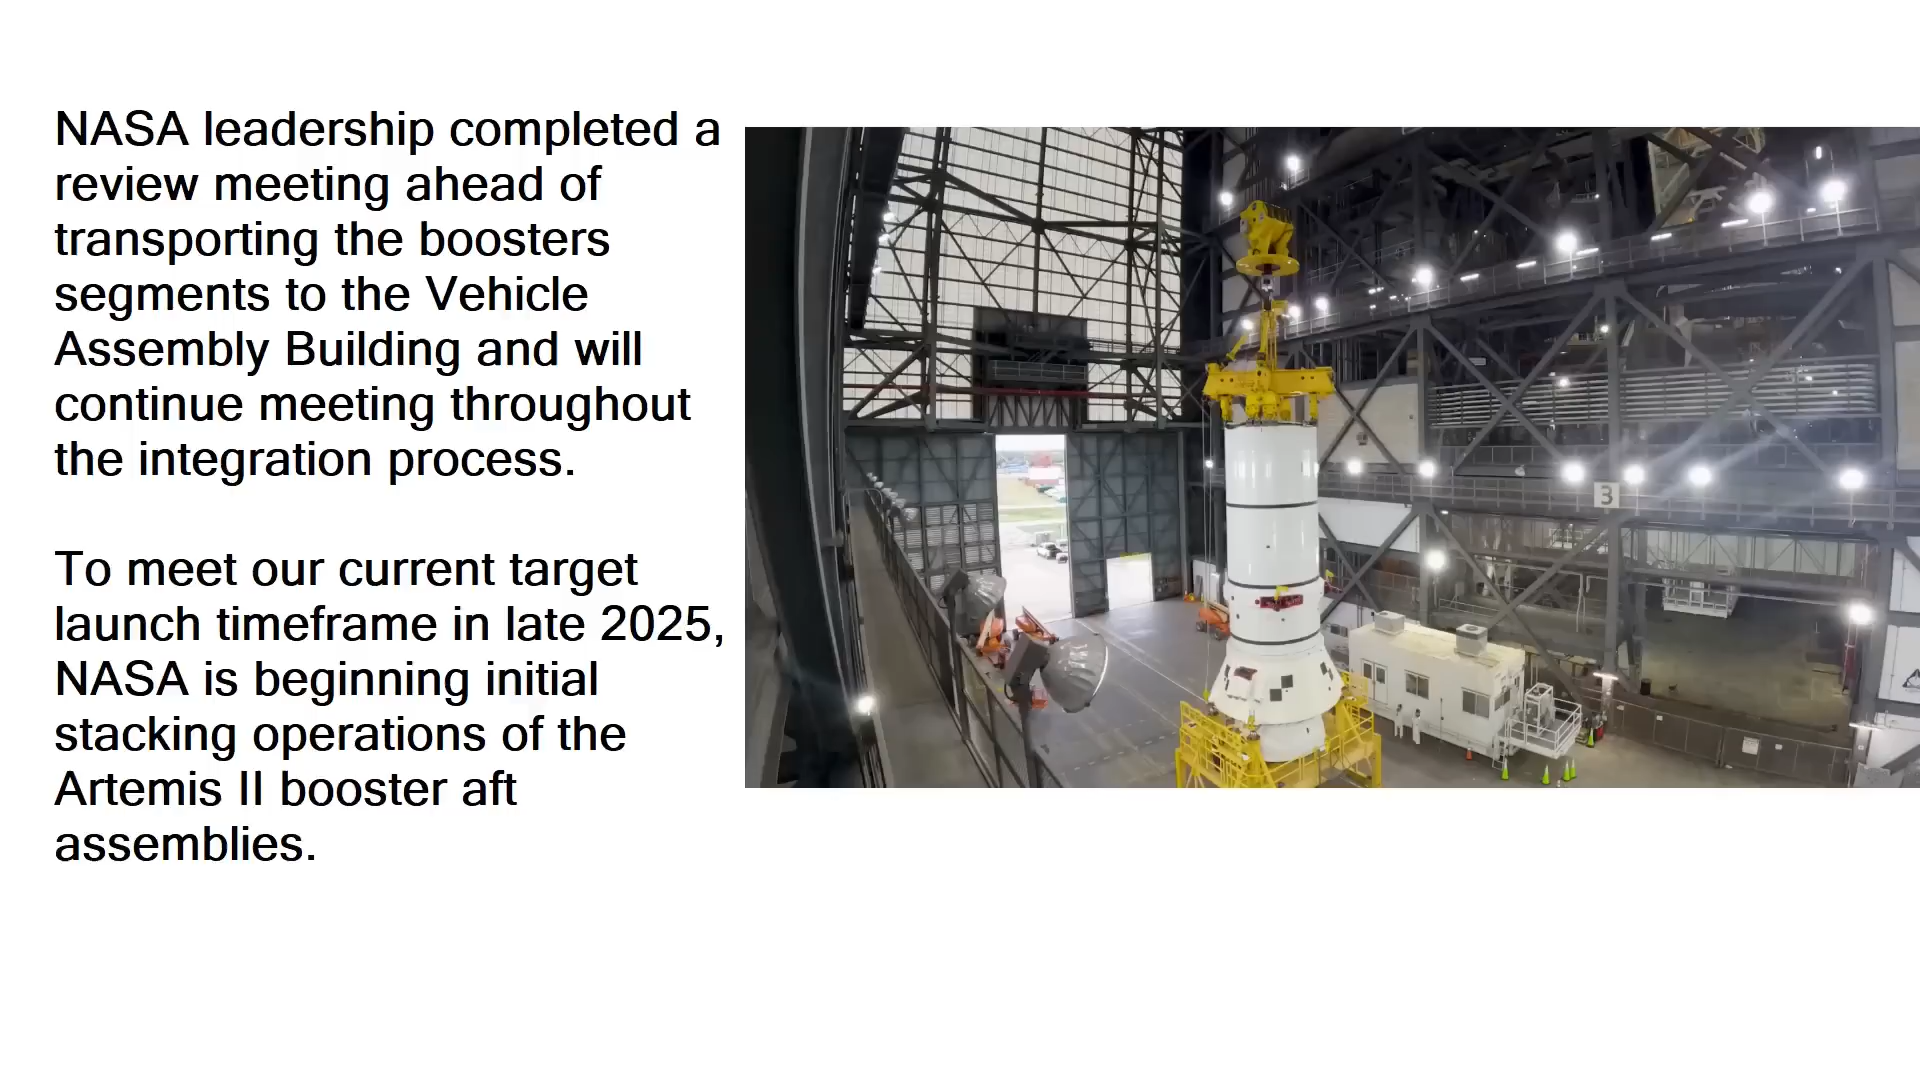 NASA leadership completed a
review meeting ahead of
transporting the boosters
segments to the Vehicle
Assembly Building and will
continue meeting throughout
the integration process.
To meet our current target
launch timeframe in late 2025,
NASA is beginning initial
stacking operations of the
Artemis II booster aft
assemblies.
3